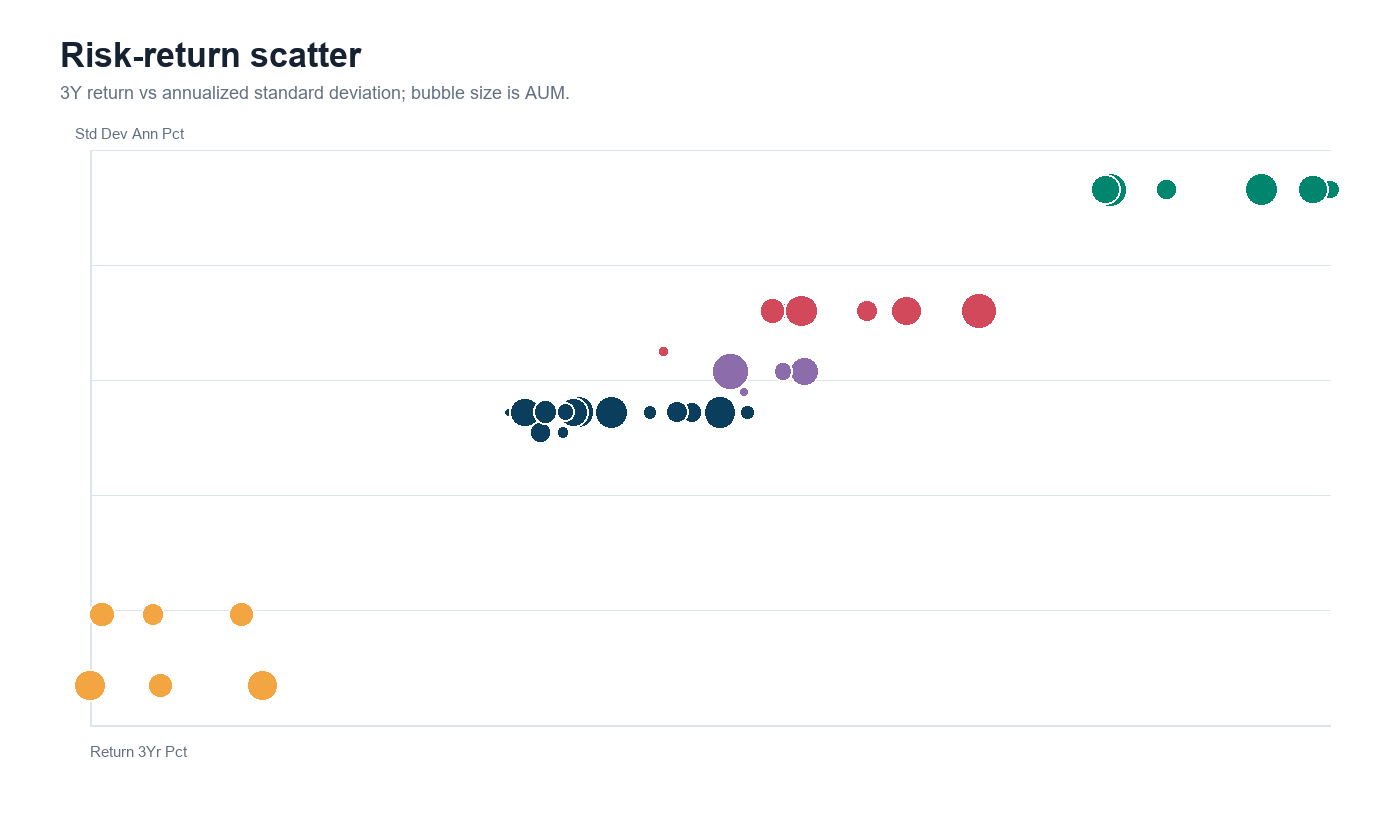 Risk-return scatter
3Y return vs annualized standard deviation; bubble size is AUM.
Std Dev Ann Pct
Return 3Yr Pct